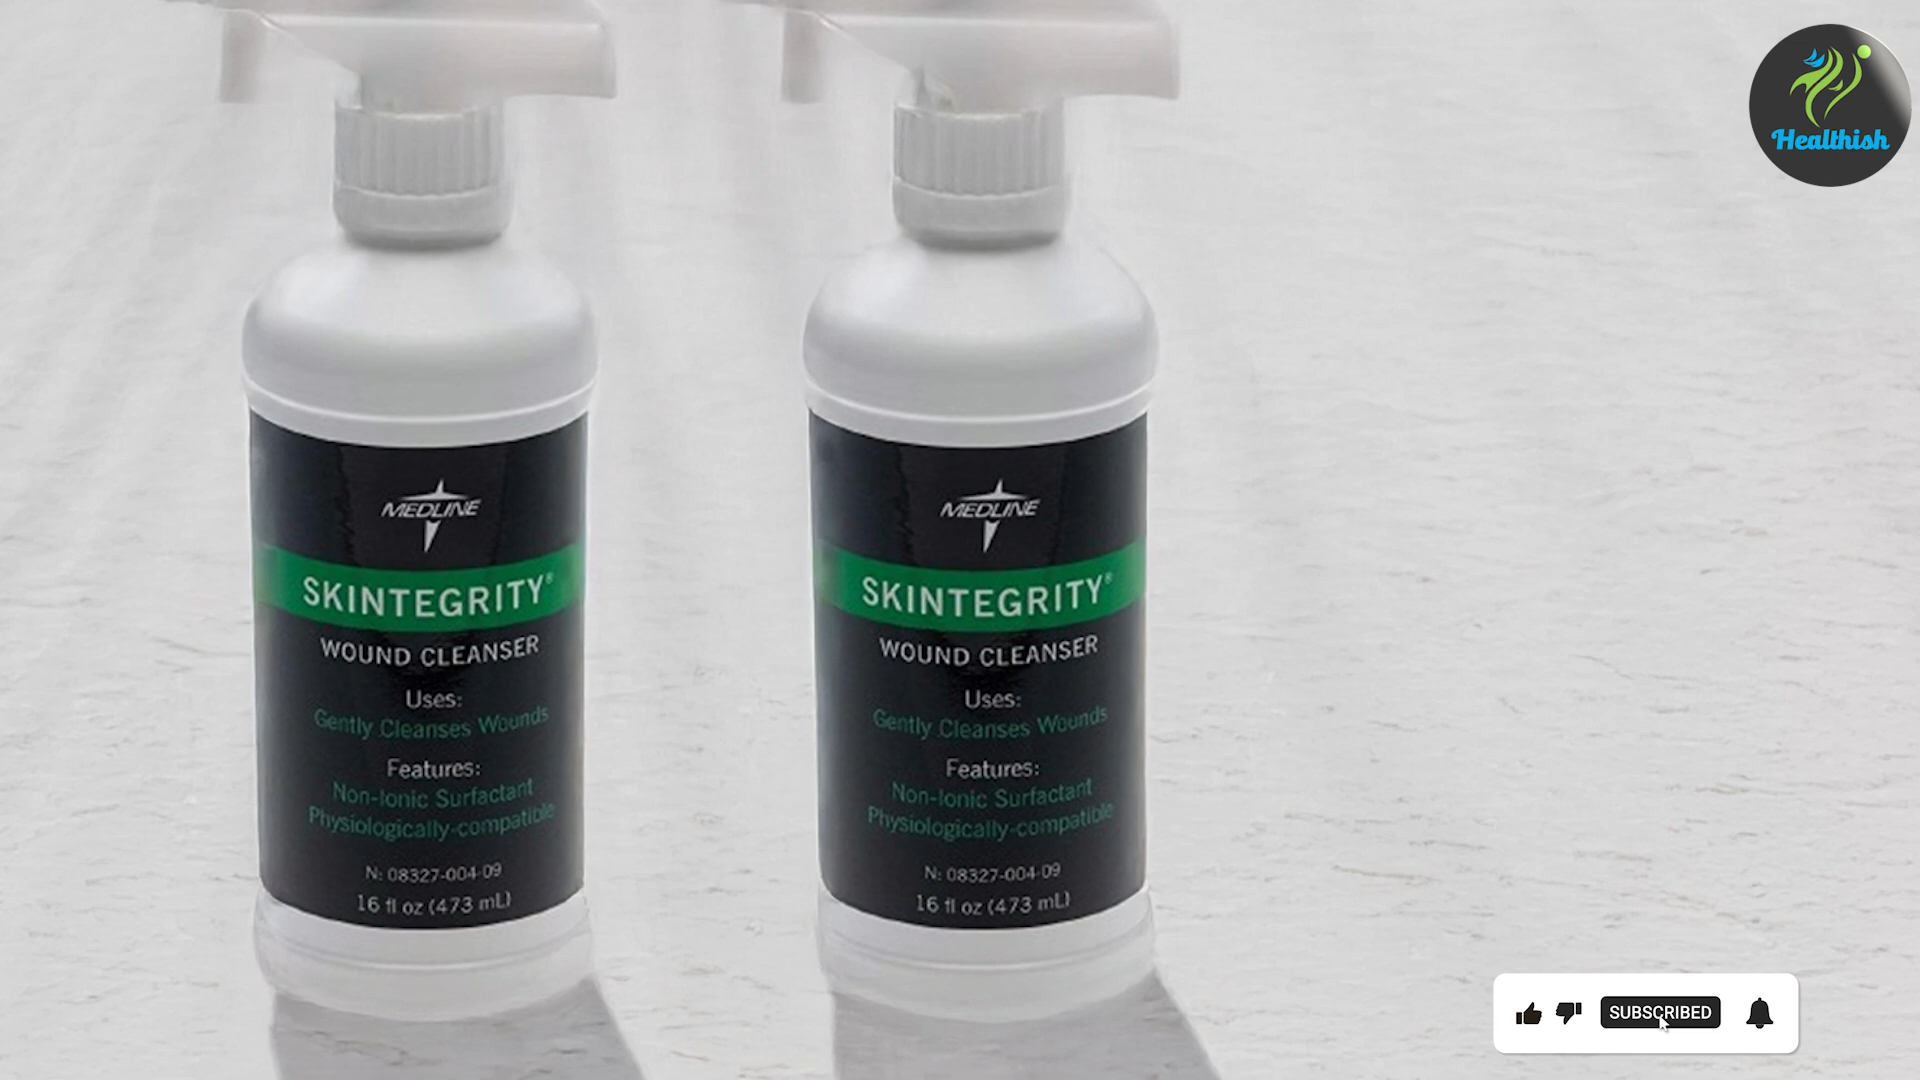 Healthish
MEDLINE
SKINTEGRITY®
WOUND CLEANSER
Uses:
Gently Cleanses Wounds
Features:
Non-Ionic Surfactant
Physiologically-compatible
N: 08327-004-09
16 fl oz (473 mL)
MEDLINE
SKINTEGRITY®
WOUND CLEANSER
Uses:
Gently Cleanses Wounds
Features:
Non-Ionic Surfactant
Physiologically-compatible
N: 08327-004-09
16 fl oz (473 mL)
SUBSCRIBED